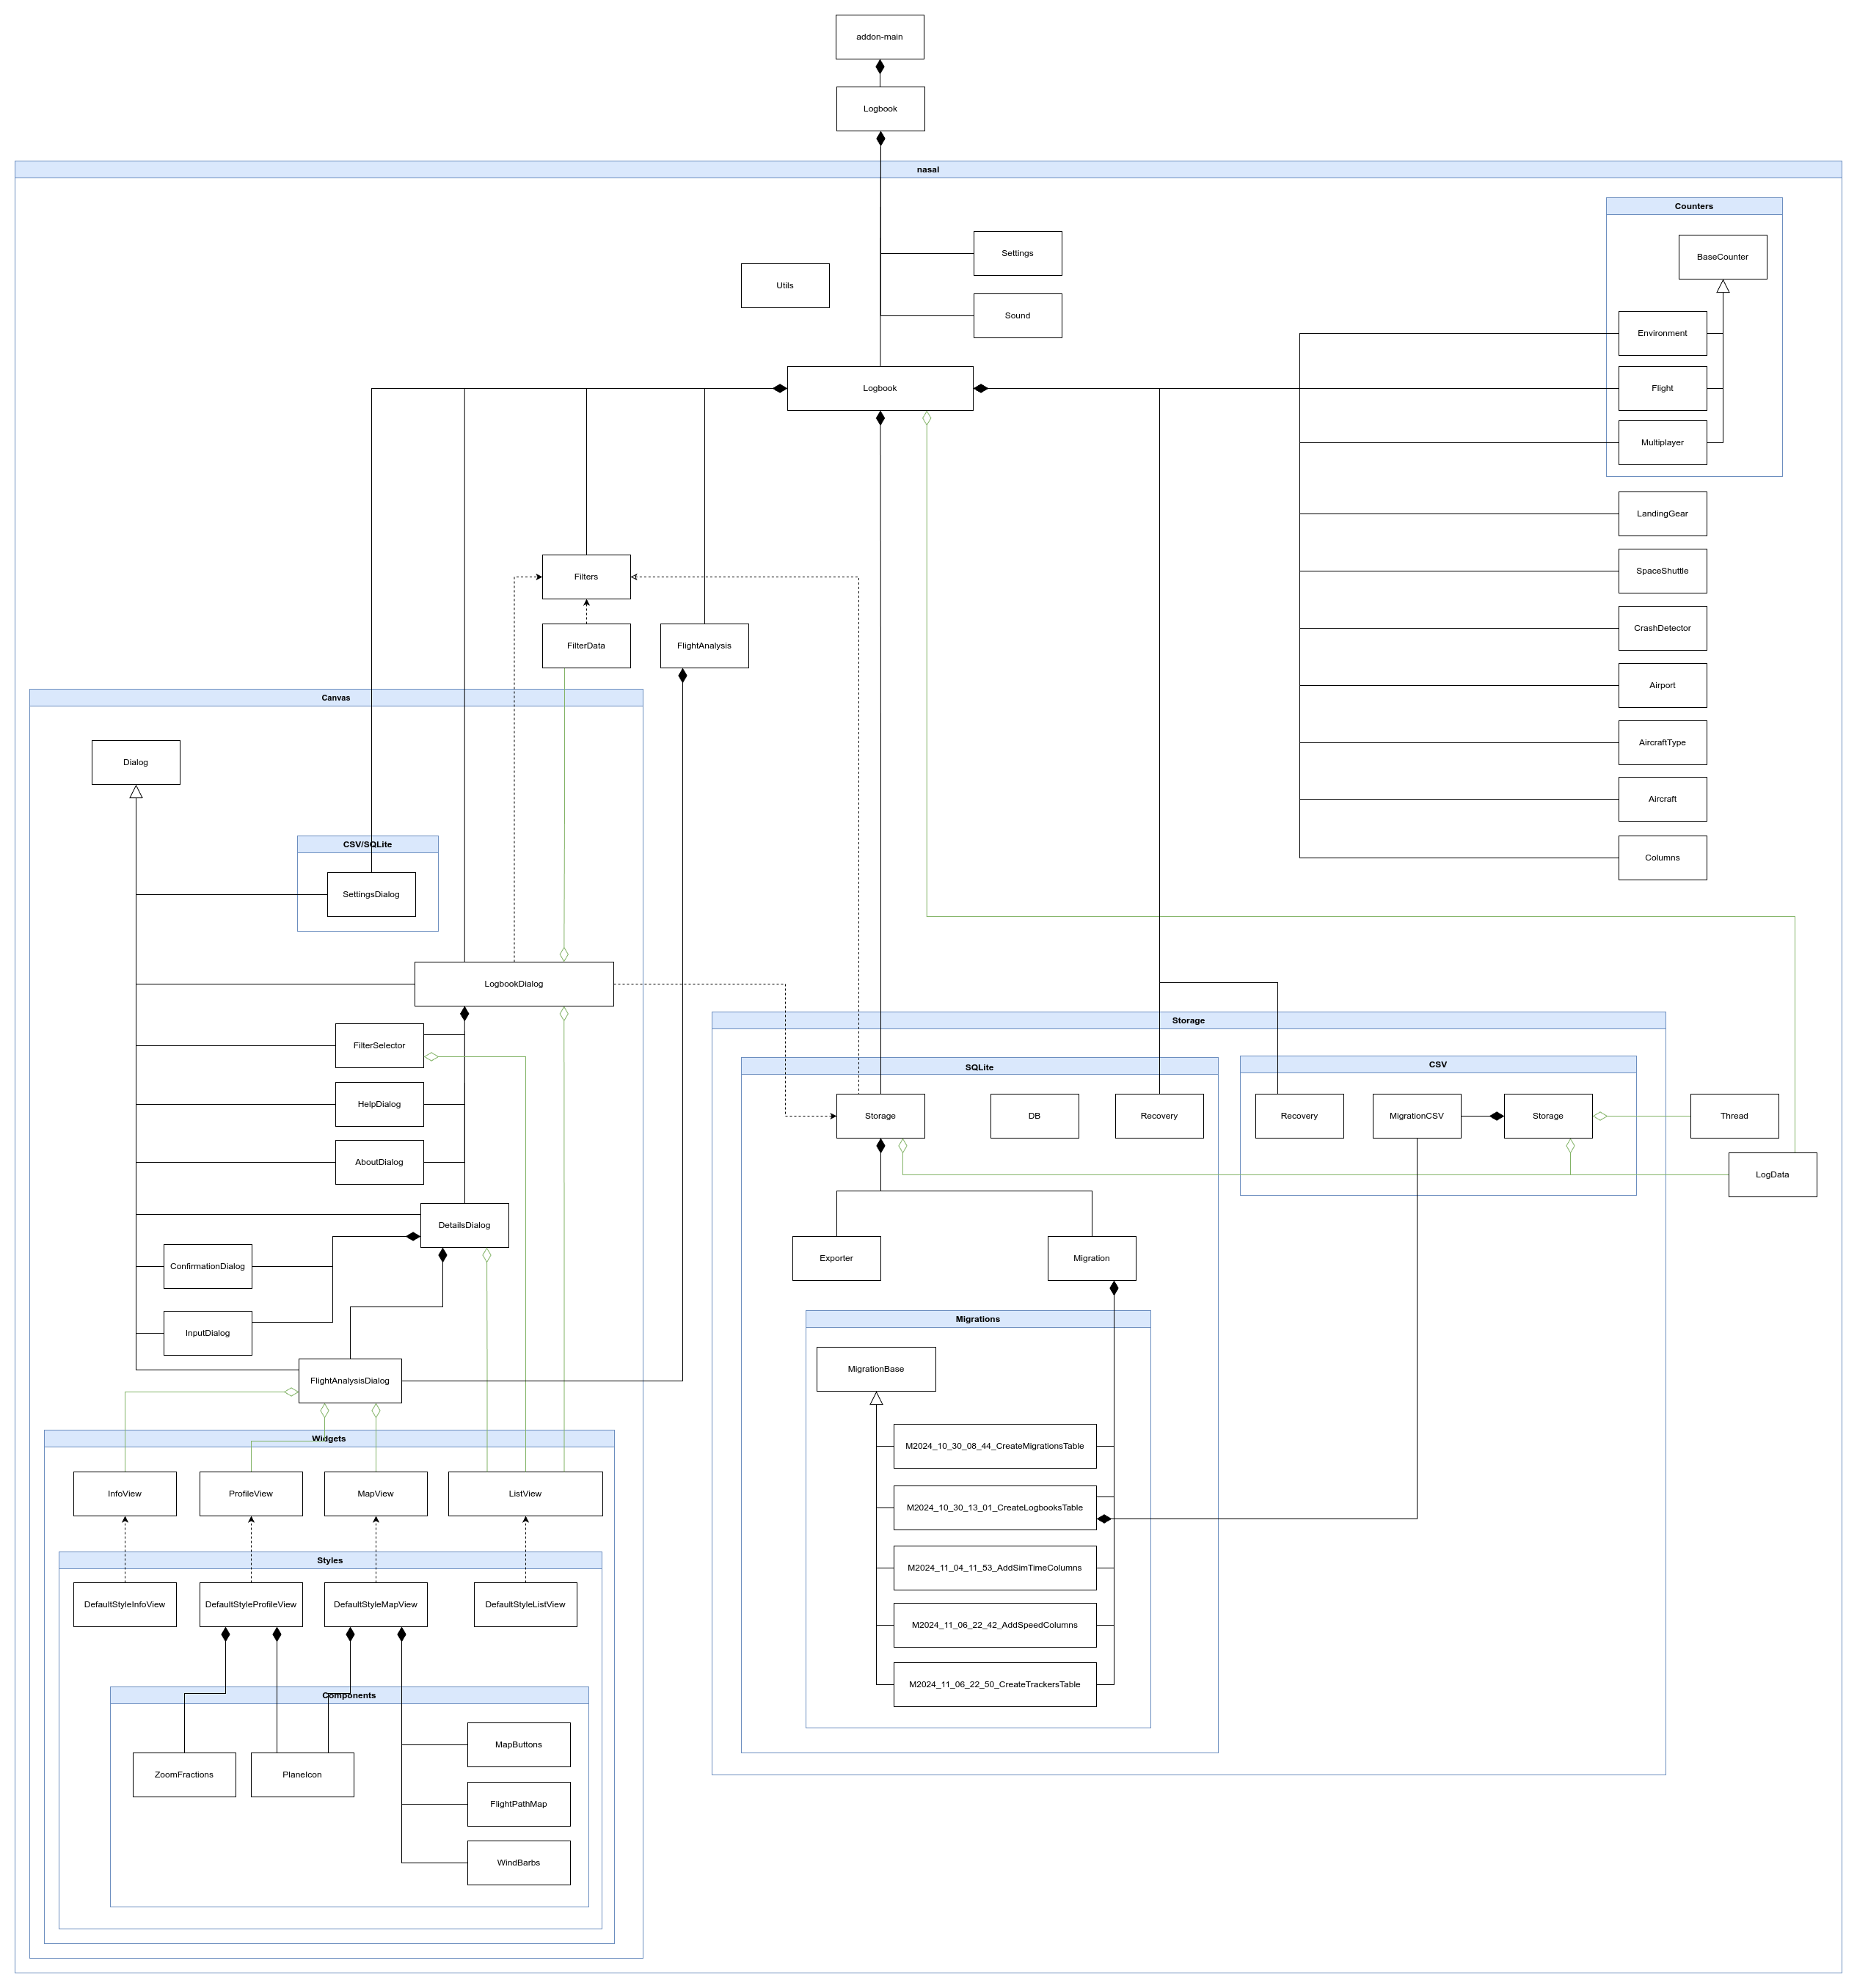 addon-main
Logbook
nasal
Counters
BaseCounter
Settings
Utils
Sound
Environment
Logbook
Flight
Multiplayer
LandingGear
Filters
SpaceShuttle
CrashDetector
FilterData
FlightAnalysis
Airport
Canvas
AircraftType
Dialog
Aircraft
CSV/SQLite
Columns
SettingsDialog
LogbookDialog
Storage
FilterSelector
SQLite
CSV
HelpDialog
Storage
DB
Recovery
Recovery
MigrationCSV
Storage
Thread
AboutDialog
LogData
DetailsDialog
ConfirmationDialog
Exporter
Migration
Migrations
InputDialog
MigrationBase
FlightAnalysisDialog
Widgets
M2024_10_30_08_44_CreateMigrationsTable
InfoView
ProfileView
MapView
ListView
M2024_10_30_13_01_CreateLogbooksTable
Styles
M2024_11_04_11_53_AddSimTimeColumns
DefaultStyleInfoView
DefaultStyleProfileView
DefaultStyleMapView
DefaultStyleListView
M2024_11_06_22_42_AddSpeedColumns
M2024_11_06_22_50_CreateTrackersTable
Components
MapButtons
ZoomFractions
PlaneIcon
FlightPathMap
WindBarbs